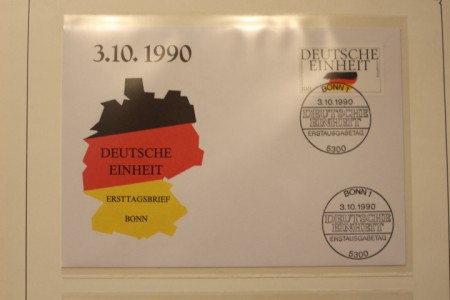 3.10.1990
DEUTSCHE
EINHEIT
ERSTTAGSBRIEF
BONN
DEUTSCHE
EINHEIT
BONN 1
3.10.1990
DEUTSCHE
EINHEIT
ERSTAUSGABETAG
5300
BONN 1
3.10.1990
DEUTSCHE
EINHEIT
ERSTAUSGABETAG
5300